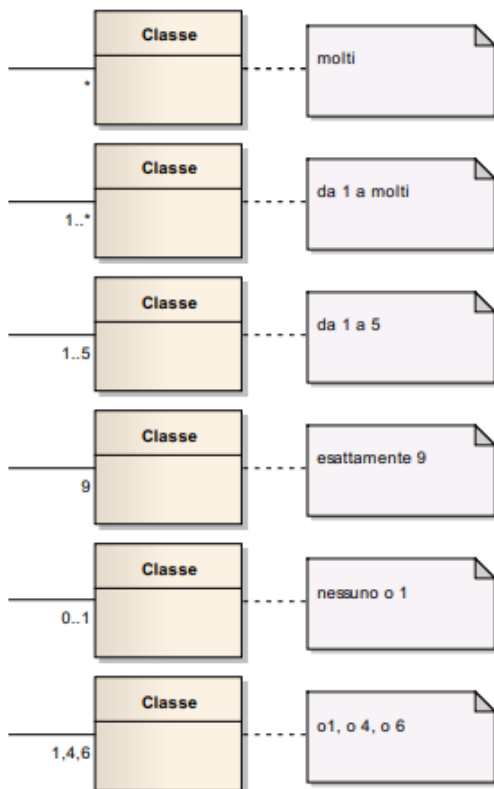 Classe
molti
*
Classe
da 1 a molti
1..*
Classe
da 1 a 5
1..5
Classe
esattamente 9
9
Classe
nessuno o 1
0..1
Classe
o1, o 4, o 6
1,4,6